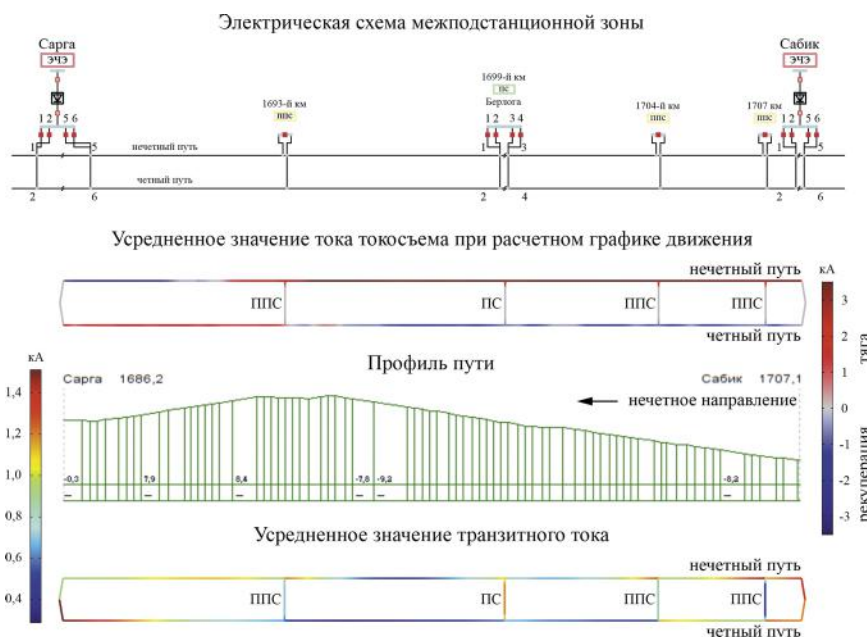 Электрическая схема межподстанционной зоны
Сарга
ЭЧЭ
1 2 5 6
1693-й км
ППС
1699-й км
ПС
Берлога
1 2 3 4
1704-й км
ППС
1707 км
ППС
Сабик
ЭЧЭ
1 2 5 6
1 5 нечетный путь 1 3 1 5
четный путь
2 6 2 4 2 6
Усредненное значение тока токосъема при расчетном графике движения
нечетный путь
ППС ПС ППС ППС
четный путь
кА
3
2
1
0
-1
-2
-3
тяга
рекуперация
Профиль пути
Сарга 1686,2
Сабик 1707,1
нечетное направление
-0,3 7,9 8,4 -7,8 -9,2 -8,2
кА
1,4
1,2
1,0
0,8
0,6
0,4
Усредненное значение транзитного тока
нечетный путь
ППС ПС ППС ППС
четный путь